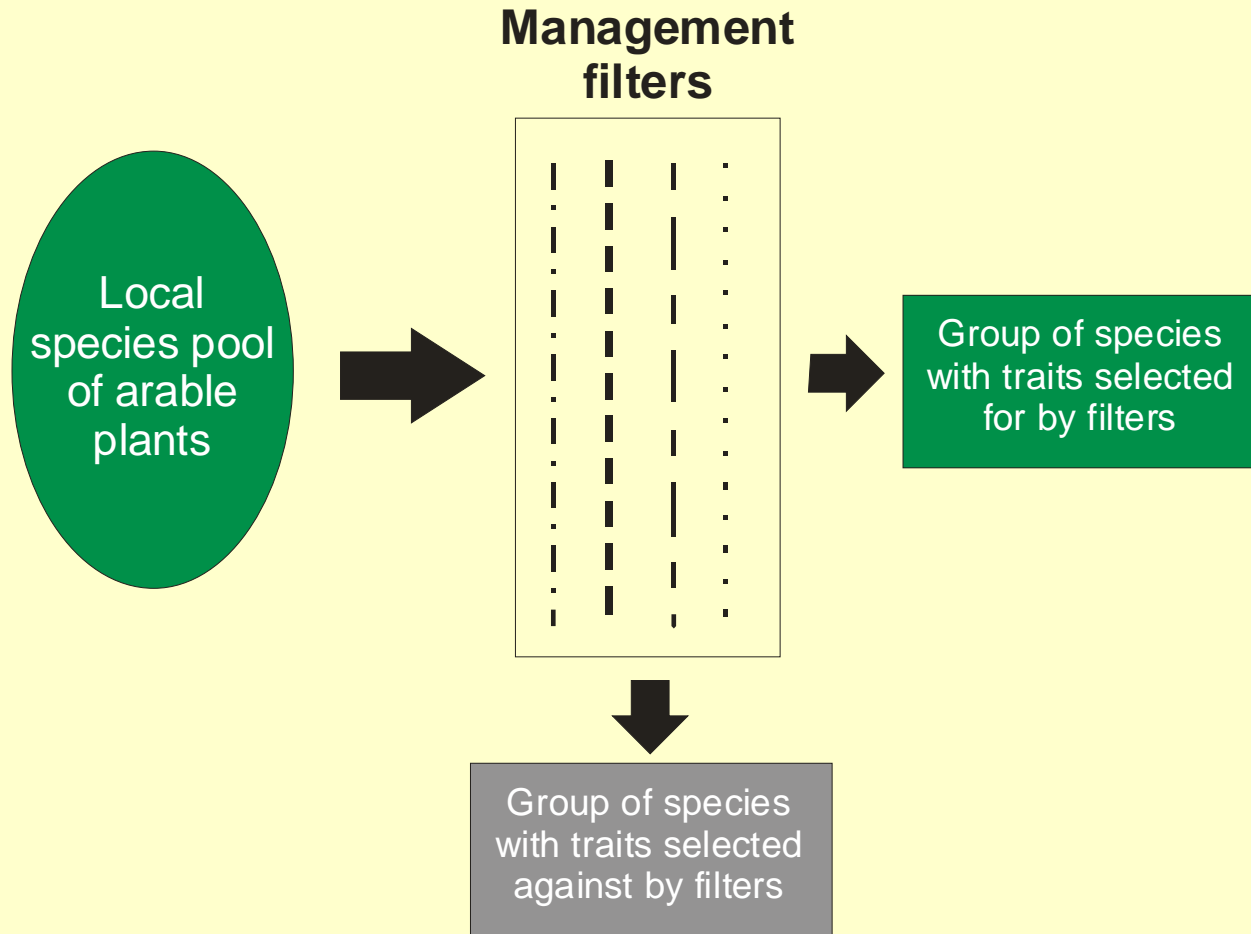 Management
filters
Local
species pool
of arable
plants
Group of species
with traits selected
for by filters
Group of species
with traits selected
against by filters